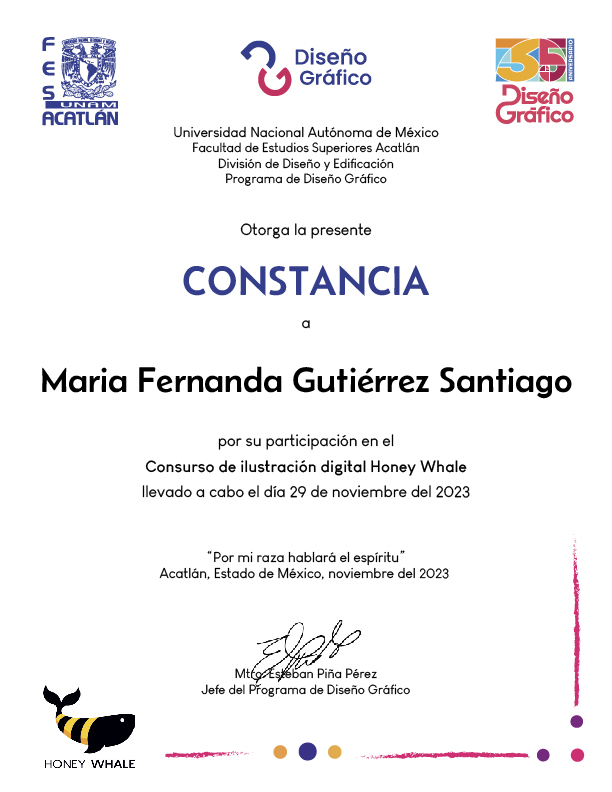 FES
UNAM
ACATLÁN
Diseño
Gráfico
35
ANIVERSARIO
Diseño
Gráfico
Universidad Nacional Autónoma de México
Facultad de Estudios Superiores Acatlán
División de Diseño y Edificación
Programa de Diseño Gráfico
Otorga la presente
CONSTANCIA
a
Maria Fernanda Gutiérrez Santiago
por su participación en el
Consurso de ilustración digital Honey Whale
llevado a cabo el día 29 de noviembre del 2023
“Por mi raza hablará el espíritu”
Acatlán, Estado de México, noviembre del 2023
Mtro. Esteban Piña Pérez
Jefe del Programa de Diseño Gráfico
HONEY WHALE